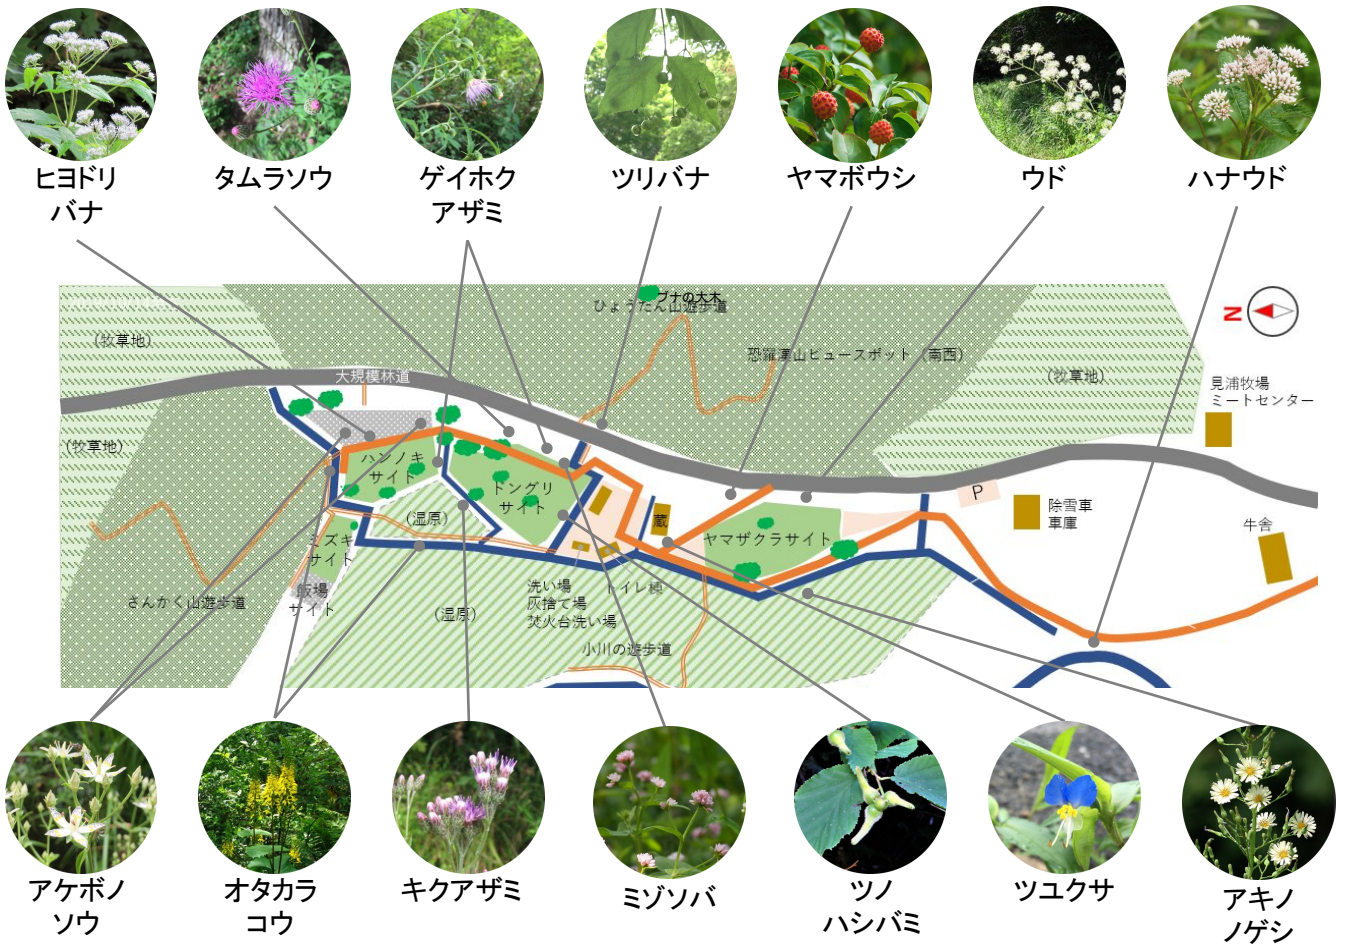 ヒヨドリ
バナ
タムラソウ
ゲイホク
アザミ
ツリバナ
ヤマボウシ
ウド
ハナウド
ブナの大木
ひょうたん山遊歩道
N
(牧草地)
恐羅漢山ビュースポット (南西)
大規模林道
(牧草地)
見浦牧場
ミートセンター
(牧草地)
ハンノキ
サイト
ドングリ
サイト
P
(湿原)
蔵
除雪車
車庫
牛舎
ミズキ
サイト
ヤマザクラサイト
飯場
サイト
さんかく山遊歩道
洗い場
灰捨て場
焚火台洗い場
トイレ棟
(湿原)
小川の遊歩道
アケボノ
ソウ
オタカラ
コウ
キクアザミ
ミゾソバ
ツノ
ハシバミ
ツユクサ
アキノ
ノゲシ